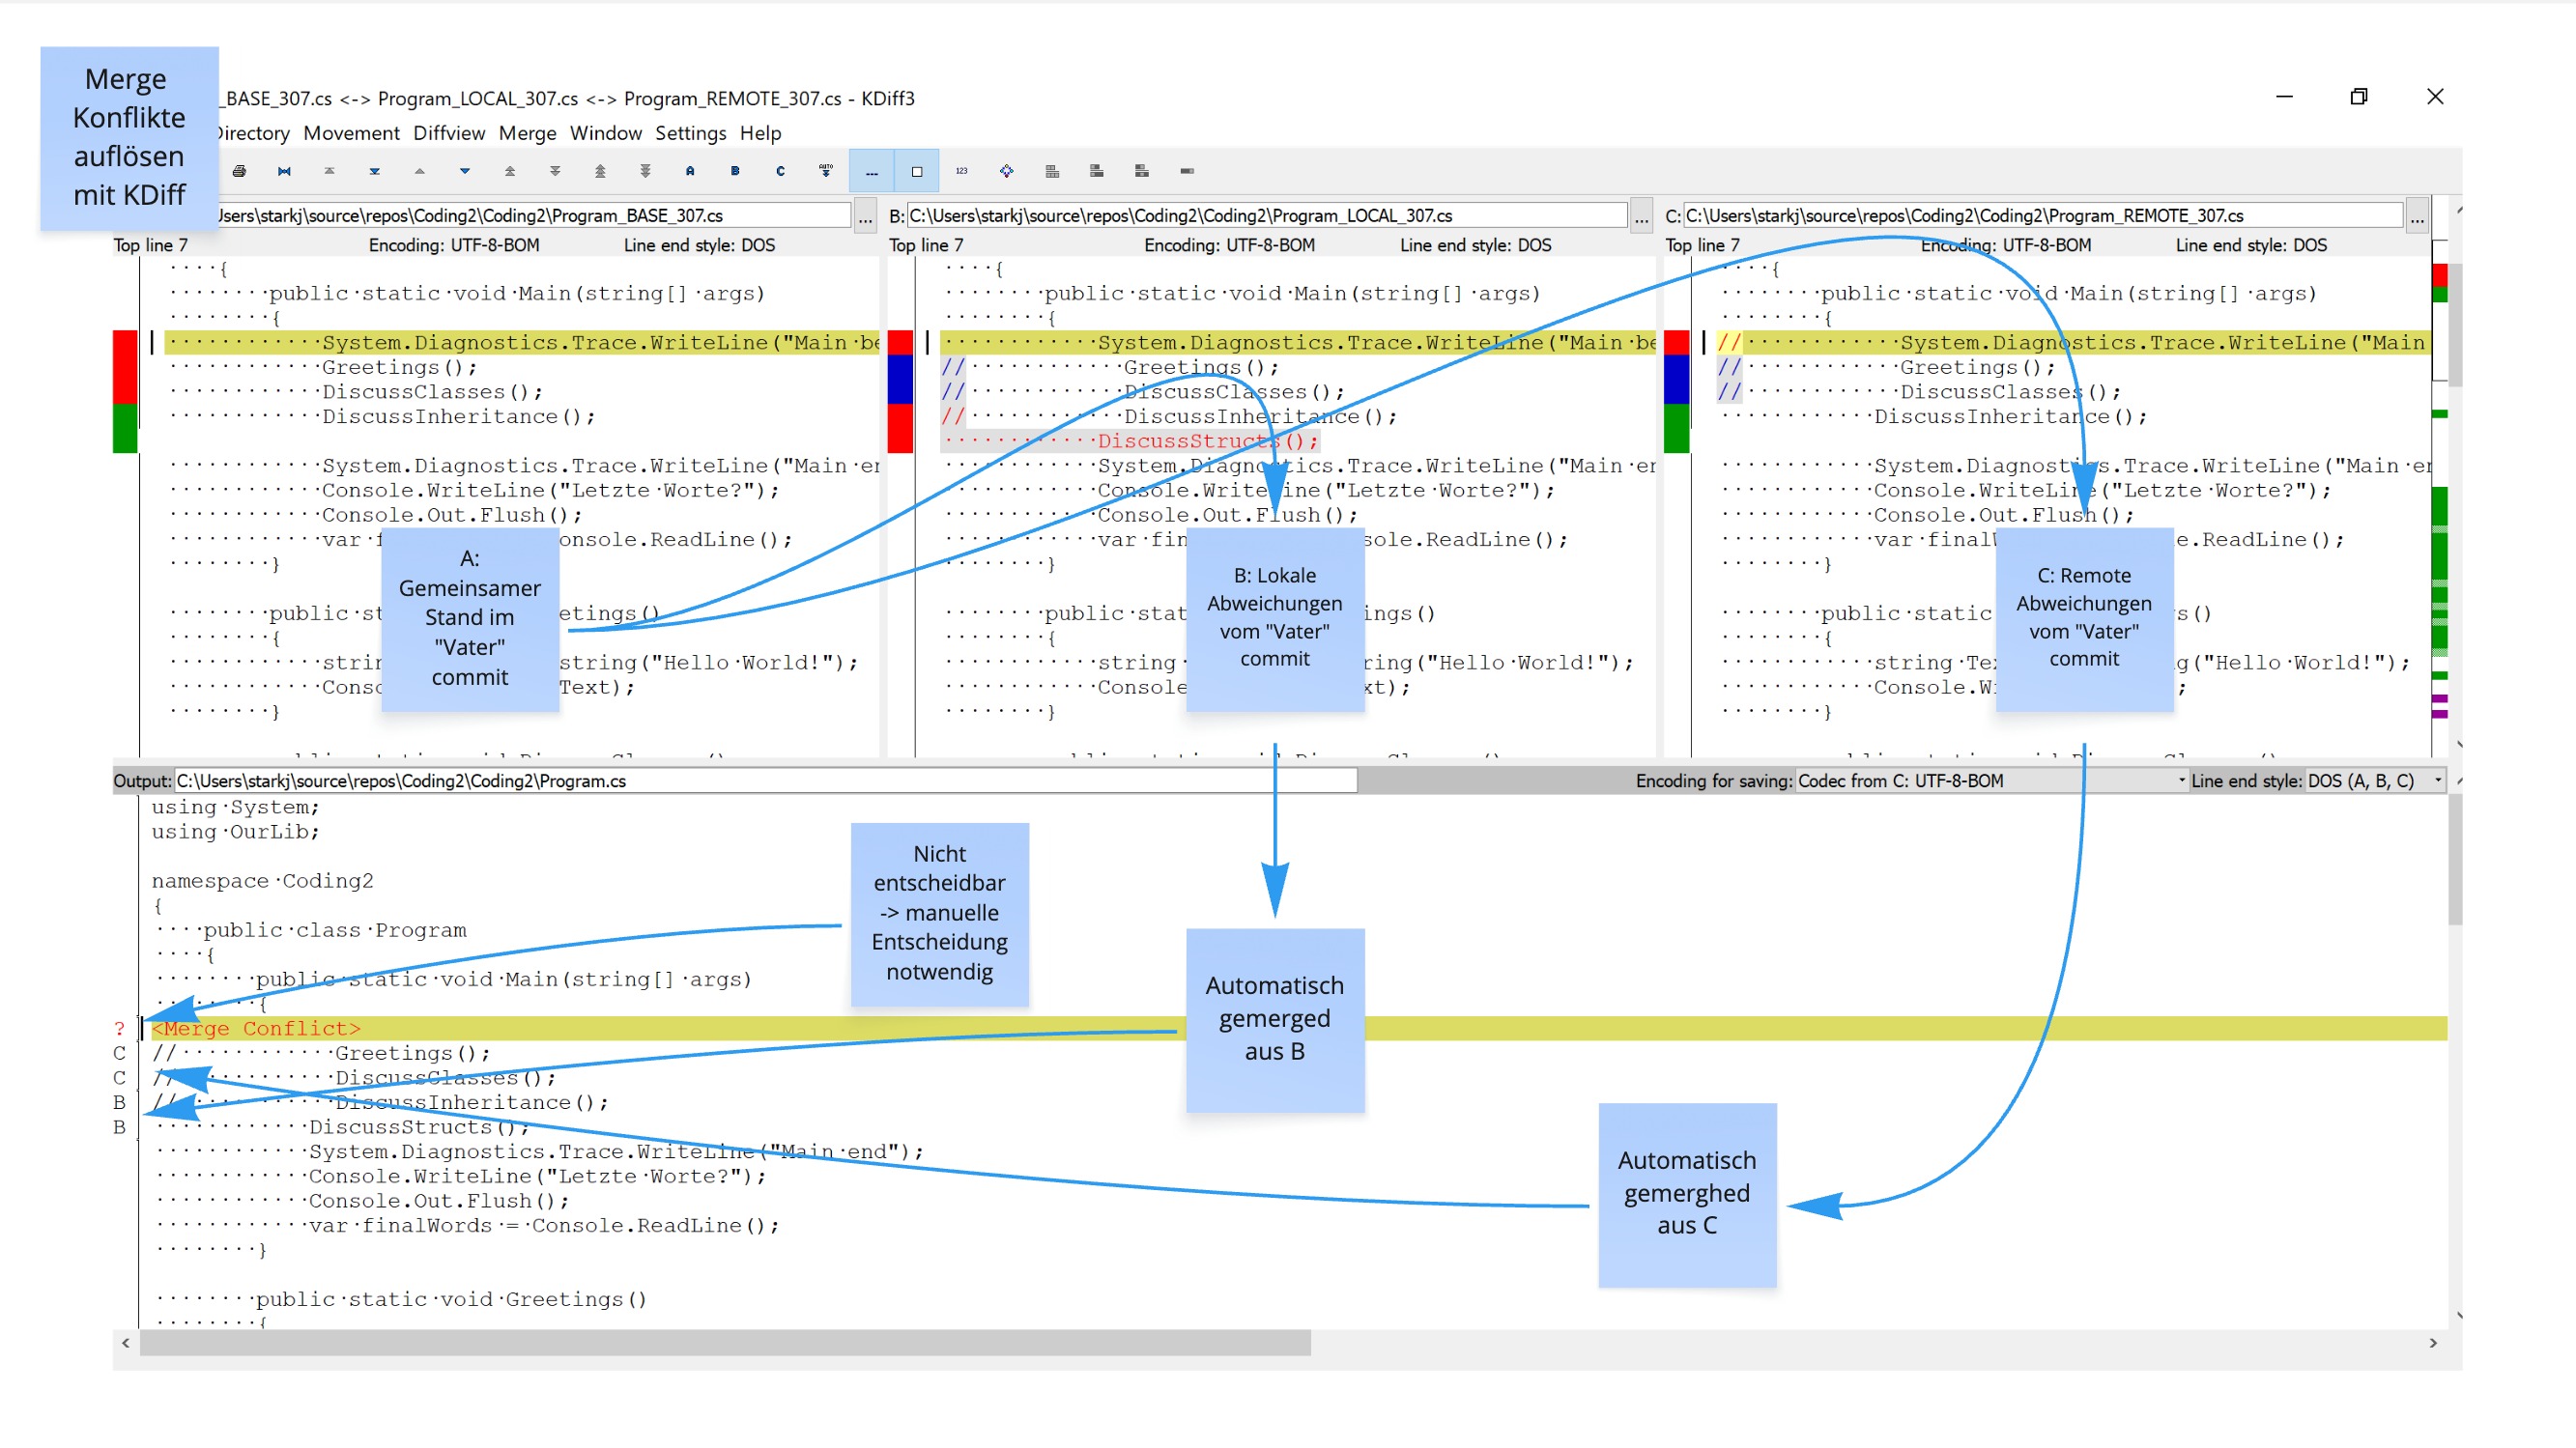 Merge
Konflikte
auflösen
mit KDiff
_BASE_307.cs <-> Program_LOCAL_307.cs <-> Program_REMOTE_307.cs - KDiff3
Directory Movement Diffview Merge Window Settings Help
A B C AUTO 123
Jsers\starkj\source\repos\Coding2\Coding2\Program_BASE_307.cs ...
Top line 7 Encoding: UTF-8-BOM Line end style: DOS
····{
········public·static·void·Main(string[]·args)
········{
············System.Diagnostics.Trace.WriteLine("Main·be
············Greetings();
············DiscussClasses();
············DiscussInheritance();
············System.Diagnostics.Trace.WriteLine("Main·er
············Console.WriteLine("Letzte·Worte?");
············Console.Out.Flush();
············var f onsole.ReadLine();
········}
········public·st etings()
········{
············strin string("Hello·World!");
············Conso Text);
········}
A:
Gemeinsamer
Stand im
"Vater"
commit
B: C:\Users\starkj\source\repos\Coding2\Coding2\Program_LOCAL_307.cs ...
Top line 7 Encoding: UTF-8-BOM Line end style: DOS
····{
········public·static·void·Main(string[]·args)
········{
············System.Diagnostics.Trace.WriteLine("Main·be
//············Greetings();
//············DiscussClasses();
//············DiscussInheritance();
············DiscussStructs();
············System.Diagnostics.Trace.WriteLine("Main·er
············Console.WriteLine("Letzte·Worte?");
············Console.Out.Flush();
············var·fin sole.ReadLine();
········}
········public·stat ings()
········{
············string· ring("Hello·World!");
············Console xt);
········}
B: Lokale
Abweichungen
vom "Vater"
commit
C: C:\Users\starkj\source\repos\Coding2\Coding2\Program_REMOTE_307.cs ...
Top line 7 Encoding: UTF-8-BOM Line end style: DOS
····{
········public·static·void·Main(string[]·args)
········{
//············System.Diagnostics.Trace.WriteLine("Main
//············Greetings();
//············DiscussClasses();
············DiscussInheritance();
············System.Diagnostics.Trace.WriteLine("Main·er
············Console.WriteLine("Letzte·Worte?");
············Console.Out.Flush();
············var·finalW e.ReadLine();
········}
········public·static s()
········{
············string·Tex g("Hello·World!");
············Console.Wr ;
········}
C: Remote
Abweichungen
vom "Vater"
commit
Output: C:\Users\starkj\source\repos\Coding2\Coding2\Program.cs Encoding for saving: Codec from C: UTF-8-BOM Line end style: DOS (A, B, C)
using·System;
using·OurLib;
namespace·Coding2
{
····public·class·Program
····{
········public·static·void·Main(string[]·args)
········{
? <Merge Conflict>
C //············Greetings();
C //············DiscussClasses();
B //············DiscussInheritance();
B ············DiscussStructs();
············System.Diagnostics.Trace.WriteLine("Main·end");
············Console.WriteLine("Letzte·Worte?");
············Console.Out.Flush();
············var·finalWords·=·Console.ReadLine();
········}
········public·static·void·Greetings()
········{
Nicht
entscheidbar
-> manuelle
Entscheidung
notwendig
Automatisch
gemerged
aus B
Automatisch
gemerghed
aus C